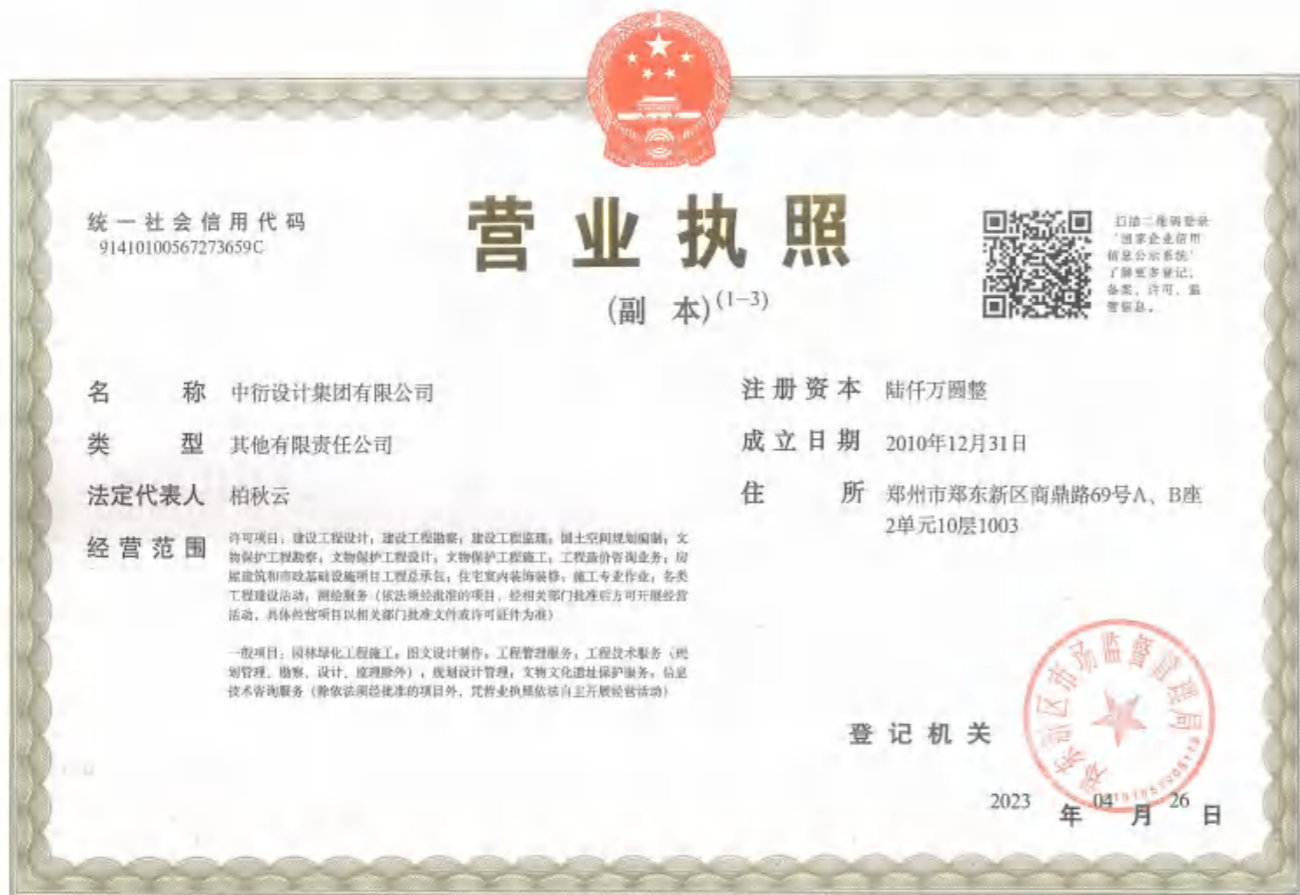 统一社会信用代码
91410100567273659C
营业执照
(副 本)(1-3)
扫描二维码登录
'国家企业信用
信息公示系统'
了解更多登记、
备案、许可、监
管信息。
名 称 中衍设计集团有限公司
类 型 其他有限责任公司
法定代表人 柏秋云
经营范围 许可项目：建设工程设计；建设工程勘察；建设工程监理；国土空间规划编制；文
物保护工程勘察；文物保护工程设计；文物保护工程施工；工程造价咨询业务；房
屋建筑和市政基础设施项目工程总承包；住宅室内装饰装修；施工专业作业；各类
工程建设活动；测绘服务（依法须经批准的项目，经相关部门批准后方可开展经营
活动，具体经营项目以相关部门批准文件或许可证件为准）
一般项目：园林绿化工程施工；图文设计制作；工程管理服务；工程技术服务（规
划管理、勘察、设计、监理除外）；规划设计管理；文物文化遗址保护服务；信息
技术咨询服务（除依法须经批准的项目外，凭营业执照依法自主开展经营活动）
注册资本 陆仟万圆整
成立日期 2010年12月31日
住 所 郑州市郑东新区商鼎路69号A、B座
2单元10层1003
登记机关
郑东新区市场监督管理局
2023 年 04 月 26 日